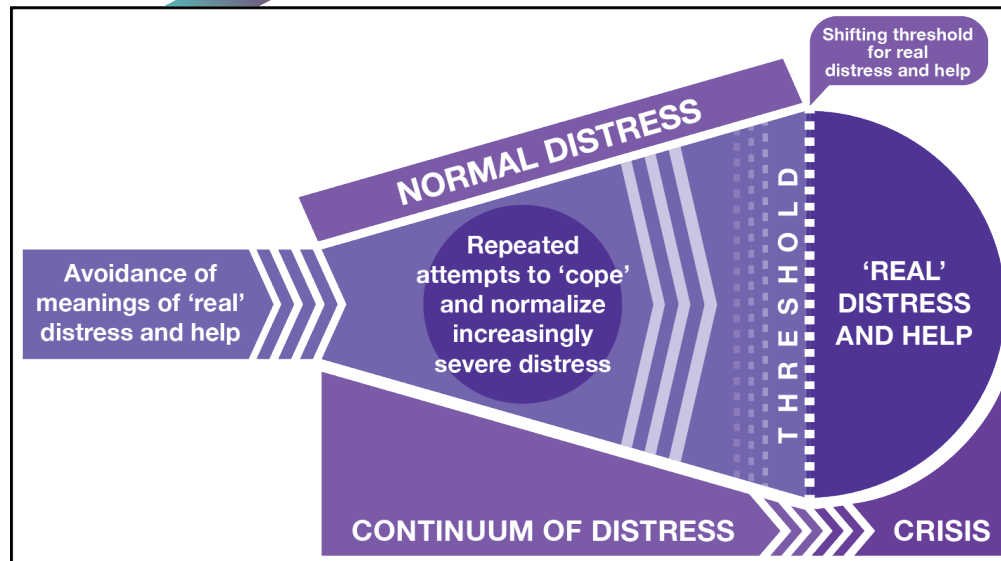 Shifting threshold
for real
distress and help
NORMAL DISTRESS
Avoidance of
meanings of ‘real’
distress and help
Repeated
attempts to ‘cope’
and normalize
increasingly
severe distress
THRESHOLD
‘REAL’
DISTRESS
AND HELP
CONTINUUM OF DISTRESS
CRISIS